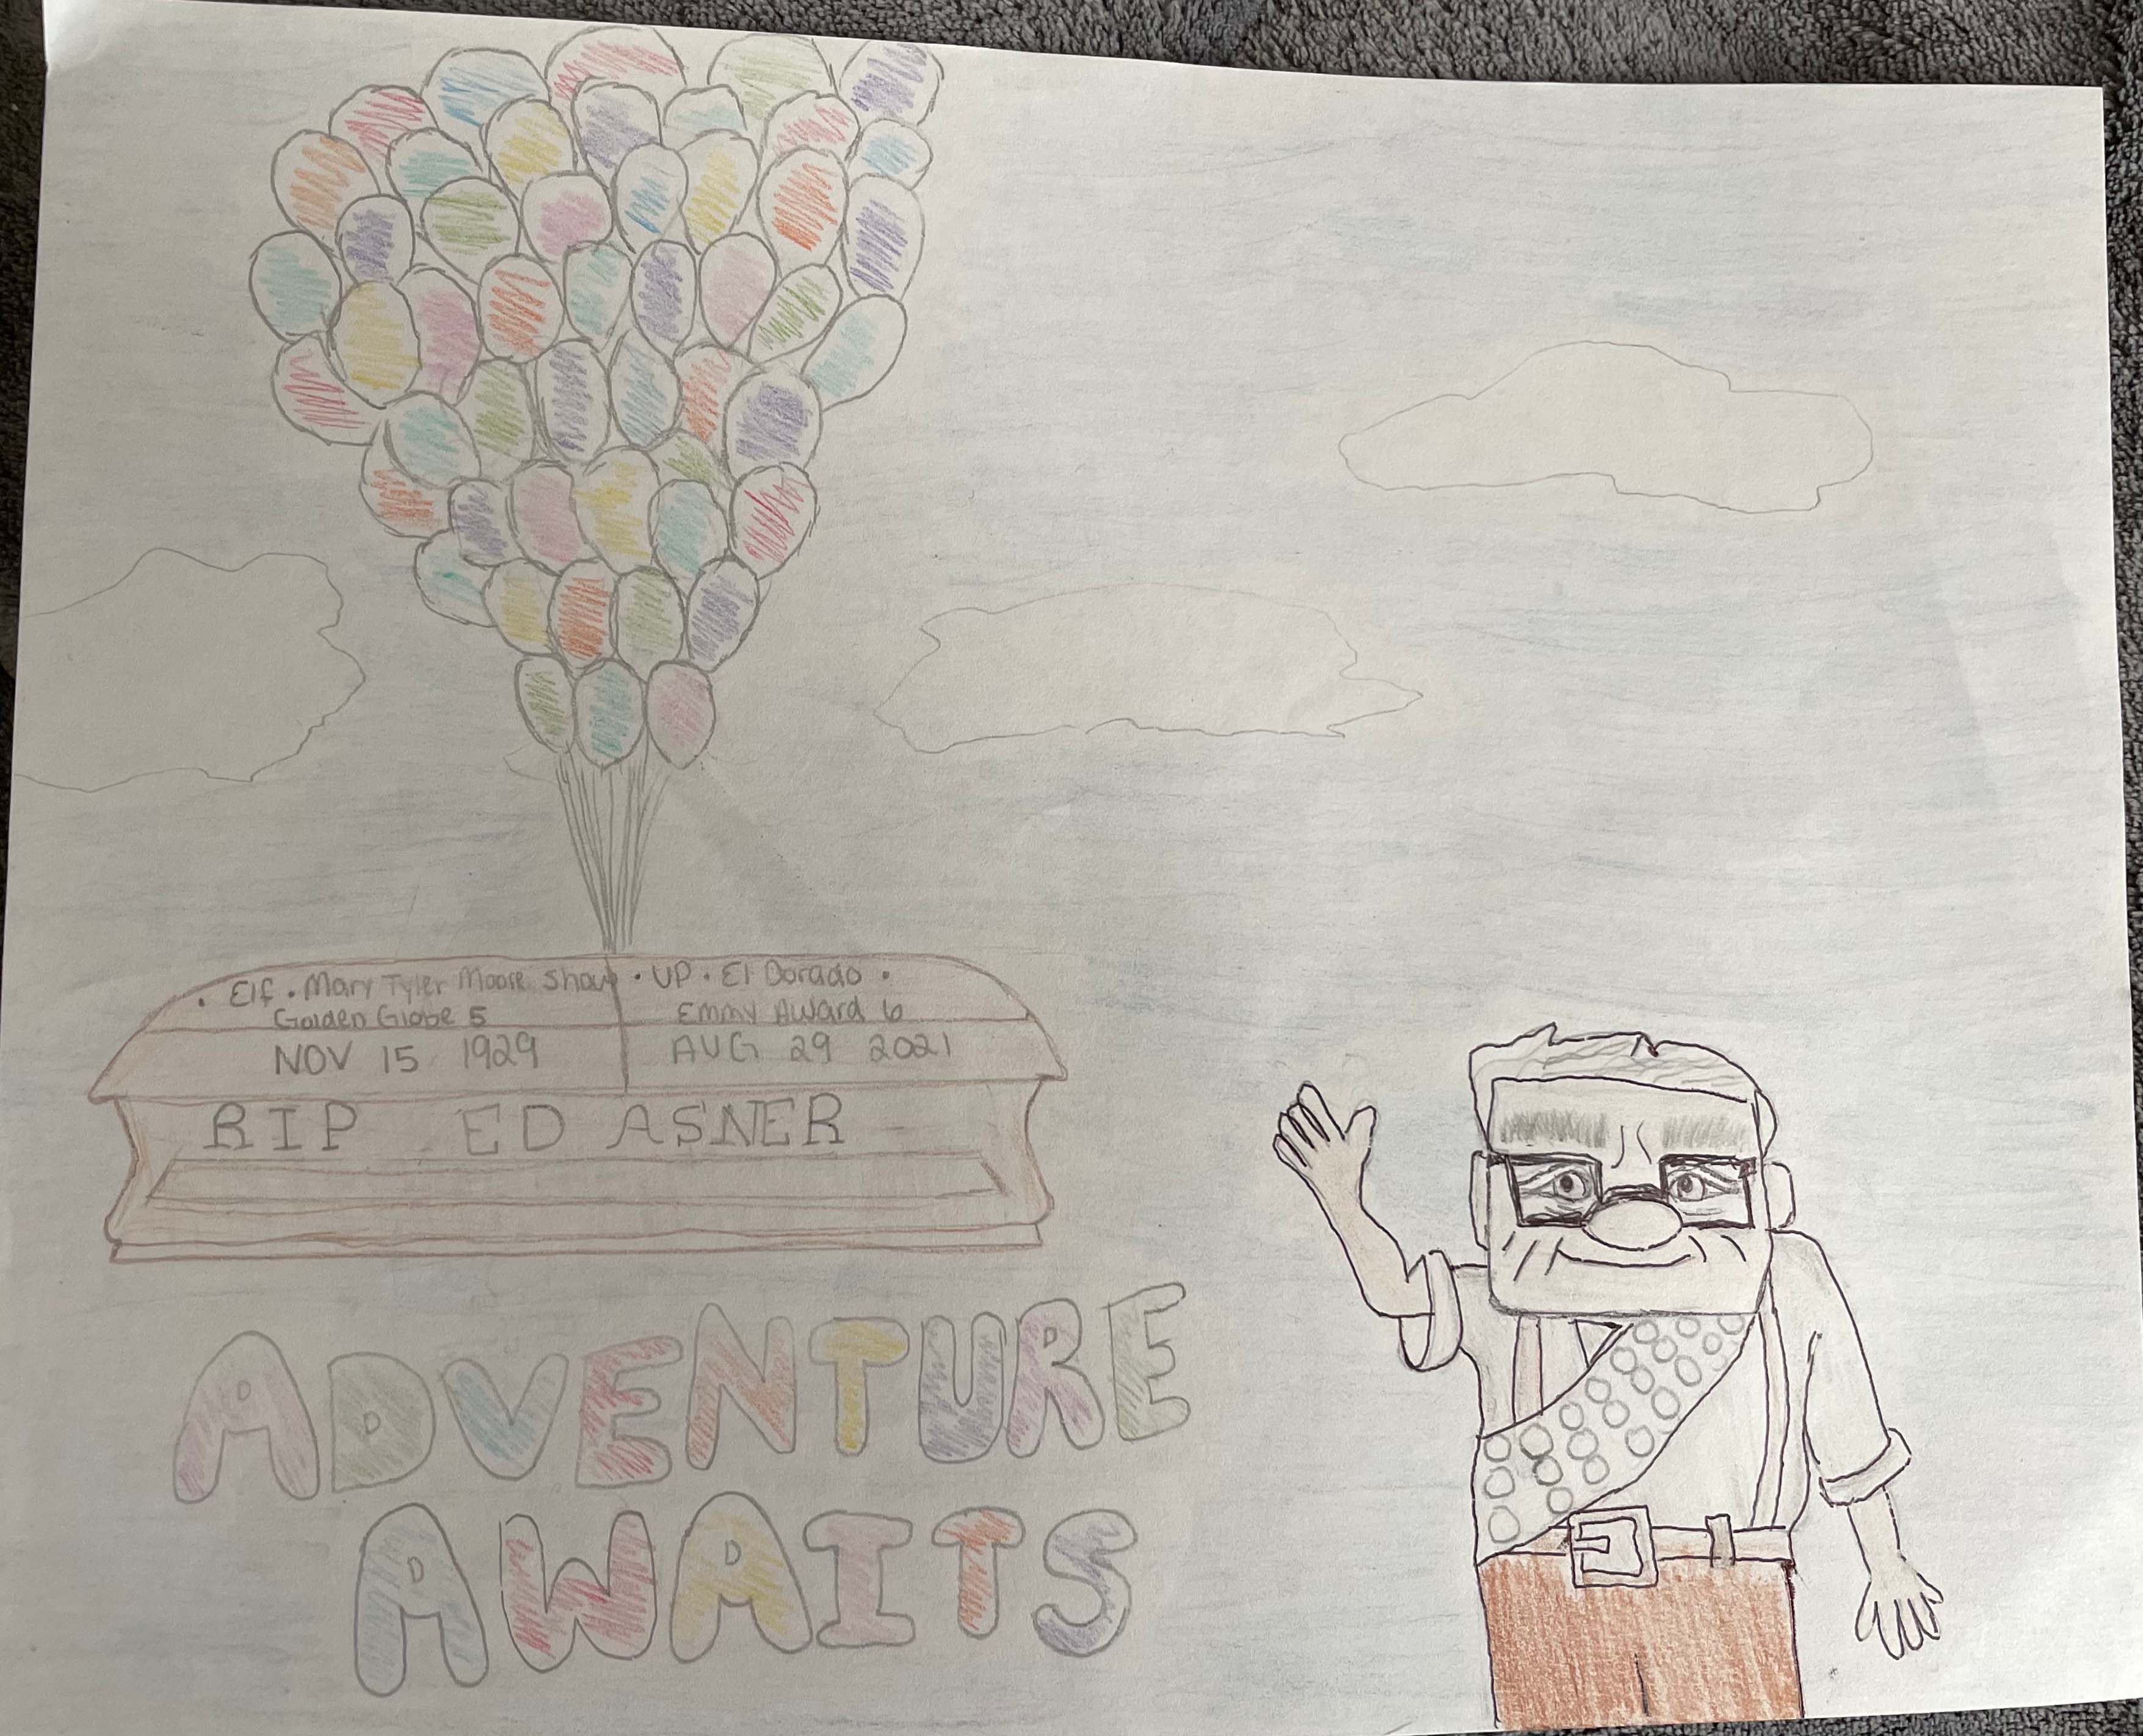 • Elf • Mary Tyler Moore Show • UP • El Dorado •
Golden Globe 5 Emmy Award 6
NOV 15 1929 AUG 29 2021
RIP ED ASNER
ADVENTURE
AWAITS